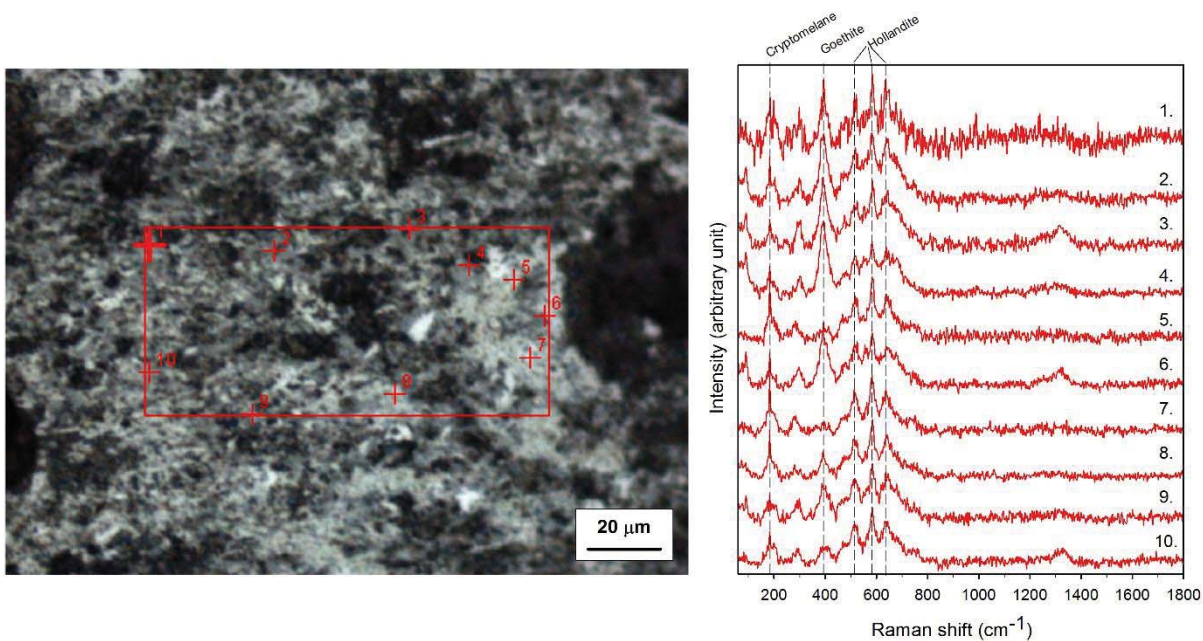 1
2
3
4
5
6
7
8
9
10
20 μm
Cryptomelane
Goethite
Hollandite
1.
2.
3.
4.
5.
6.
7.
8.
9.
10.
Intensity (arbitrary unit)
200 400 600 800 1000 1200 1400 1600 1800
Raman shift (cm-1)